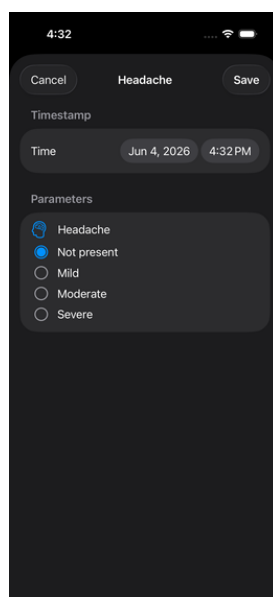 4:32
Cancel Headache Save
Timestamp
Time Jun 4, 2026 4:32 PM
Parameters
Headache
Not present
Mild
Moderate
Severe